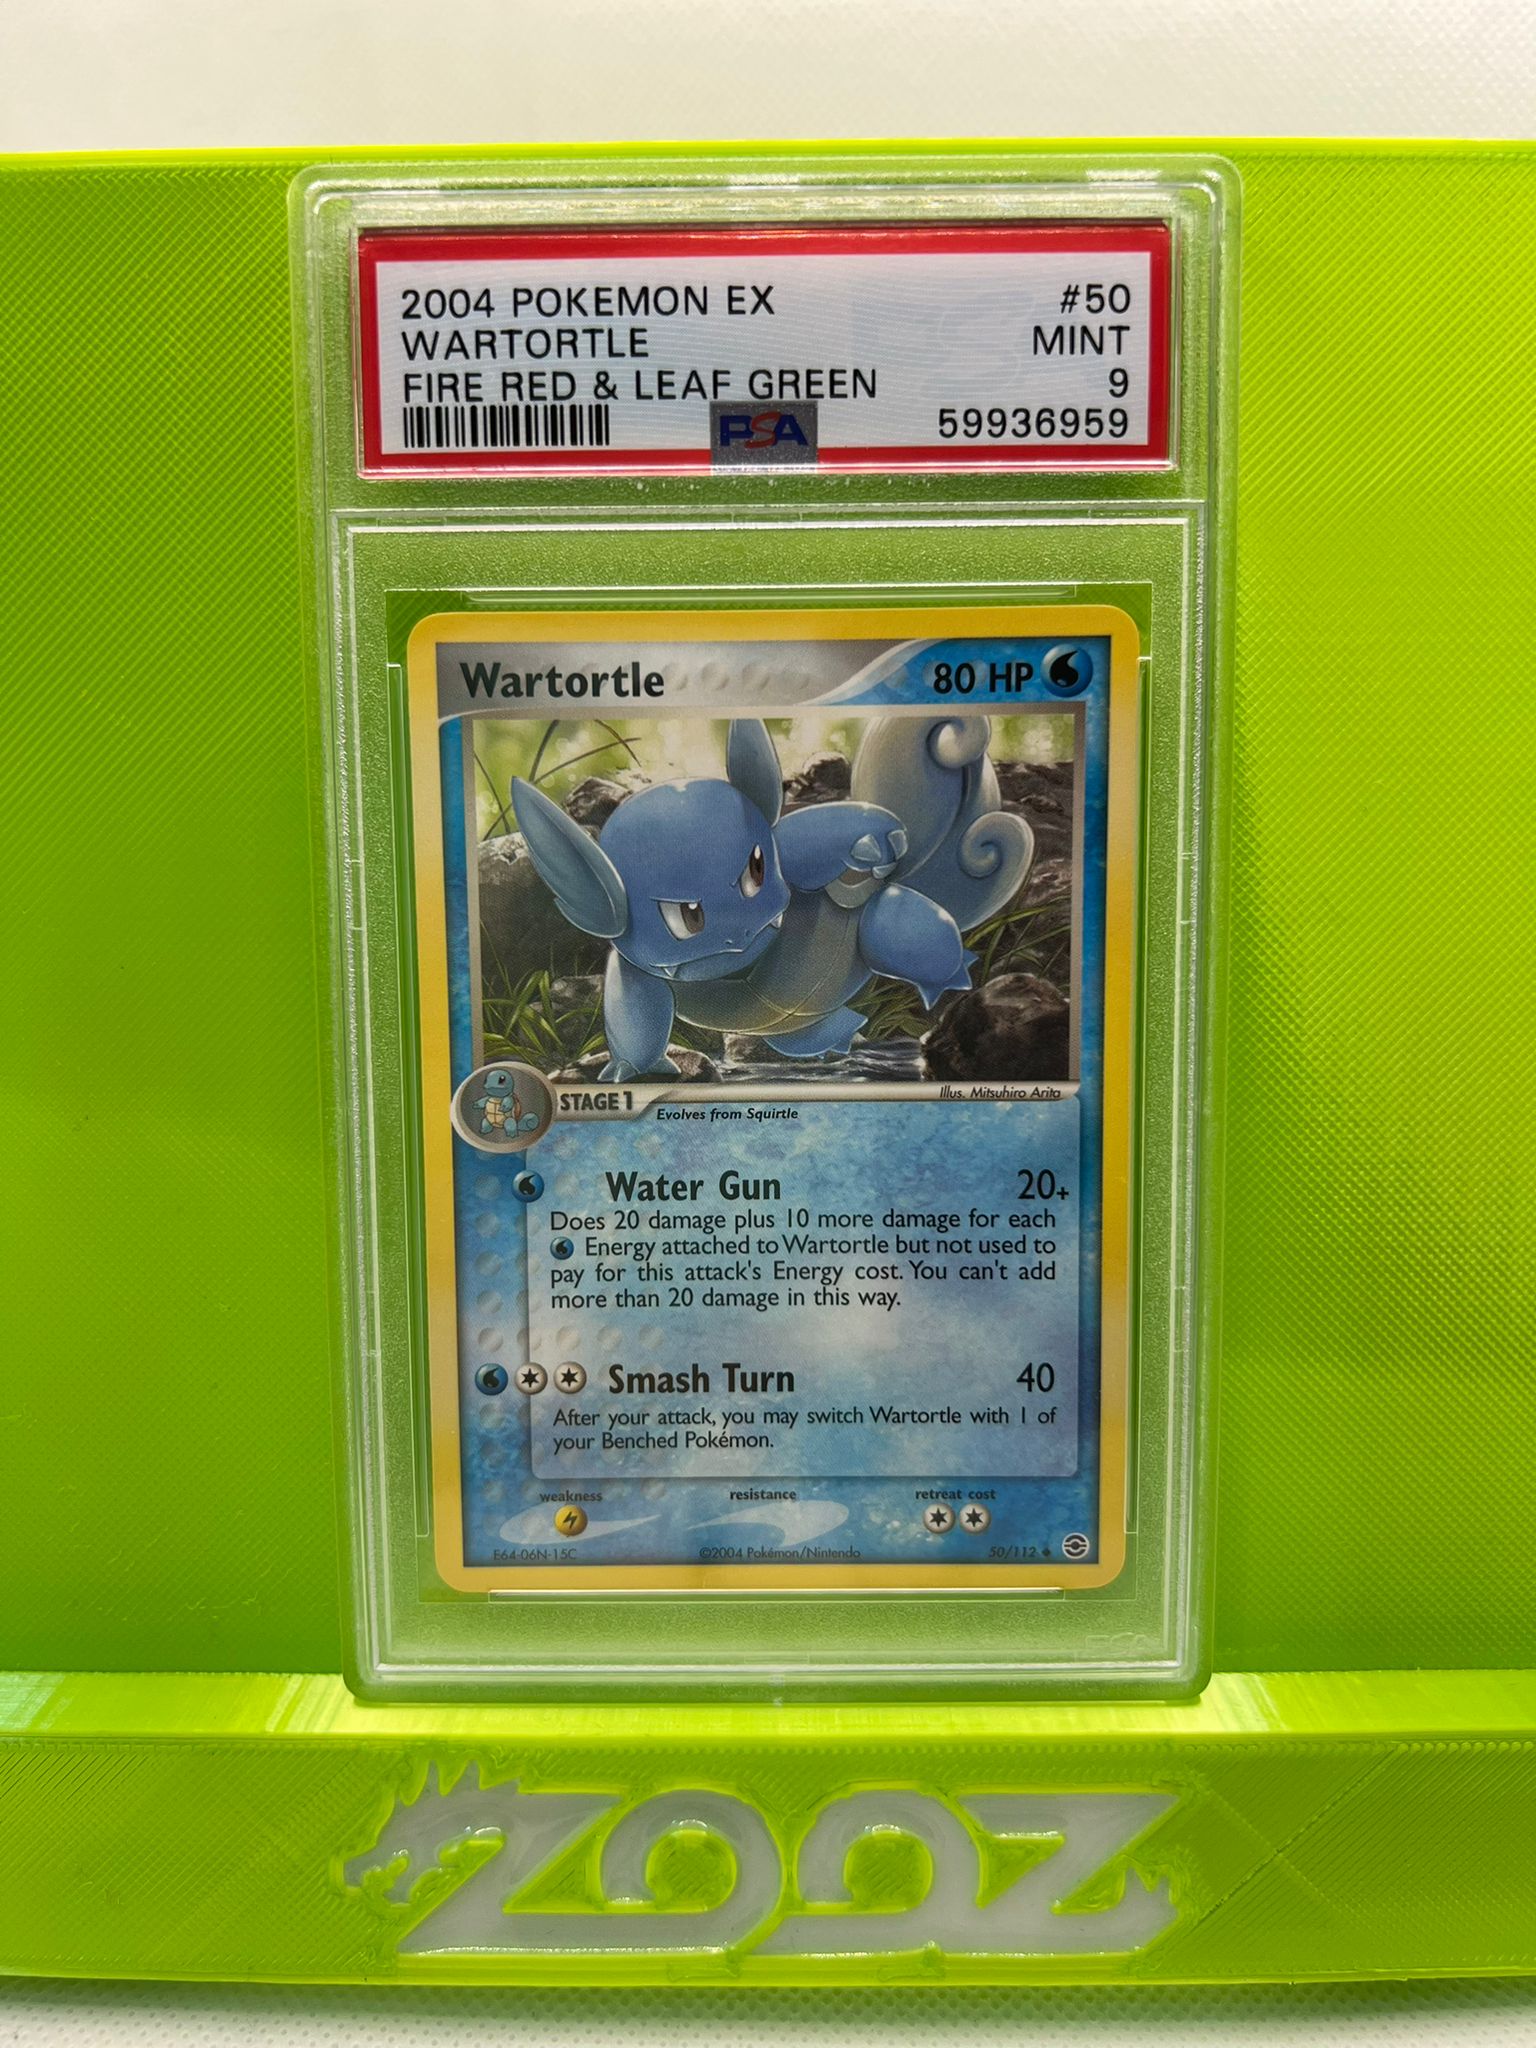 2004 POKEMON EX #50
WARTORTLE MINT
FIRE RED & LEAF GREEN 9
PSA 59936959
Wartortle 80 HP
STAGE 1 Evolves from Squirtle Illus. Mitsuhiro Arita
Water Gun 20+
Does 20 damage plus 10 more damage for each
Energy attached to Wartortle but not used to
pay for this attack's Energy cost. You can't add
more than 20 damage in this way.
Smash Turn 40
After your attack, you may switch Wartortle with 1 of
your Benched Pokémon.
weakness resistance retreat cost
E64-06N-15C ©2004 Pokémon/Nintendo 50/112
ZOOZ